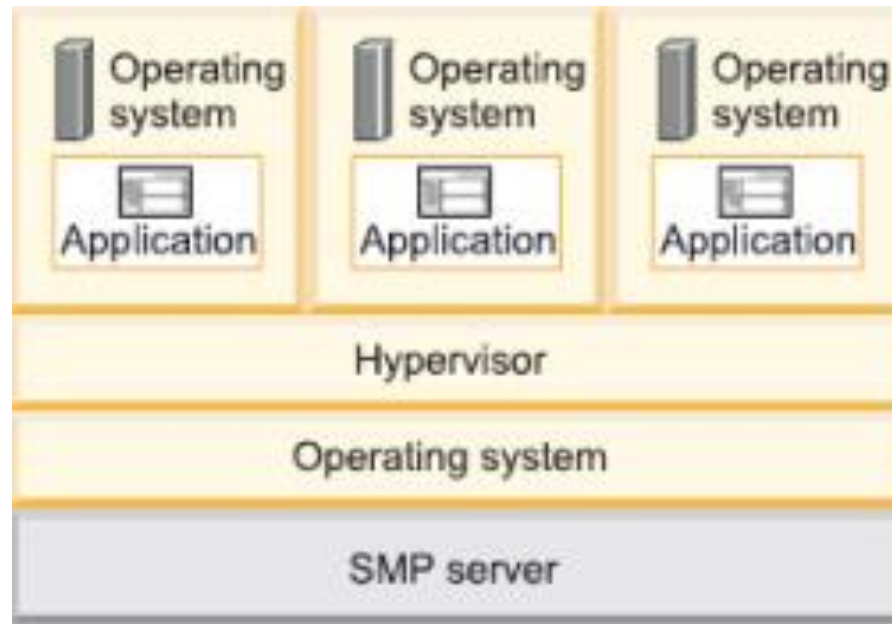 Operating
system
Application
Operating
system
Application
Operating
system
Application
Hypervisor
Operating system
SMP server